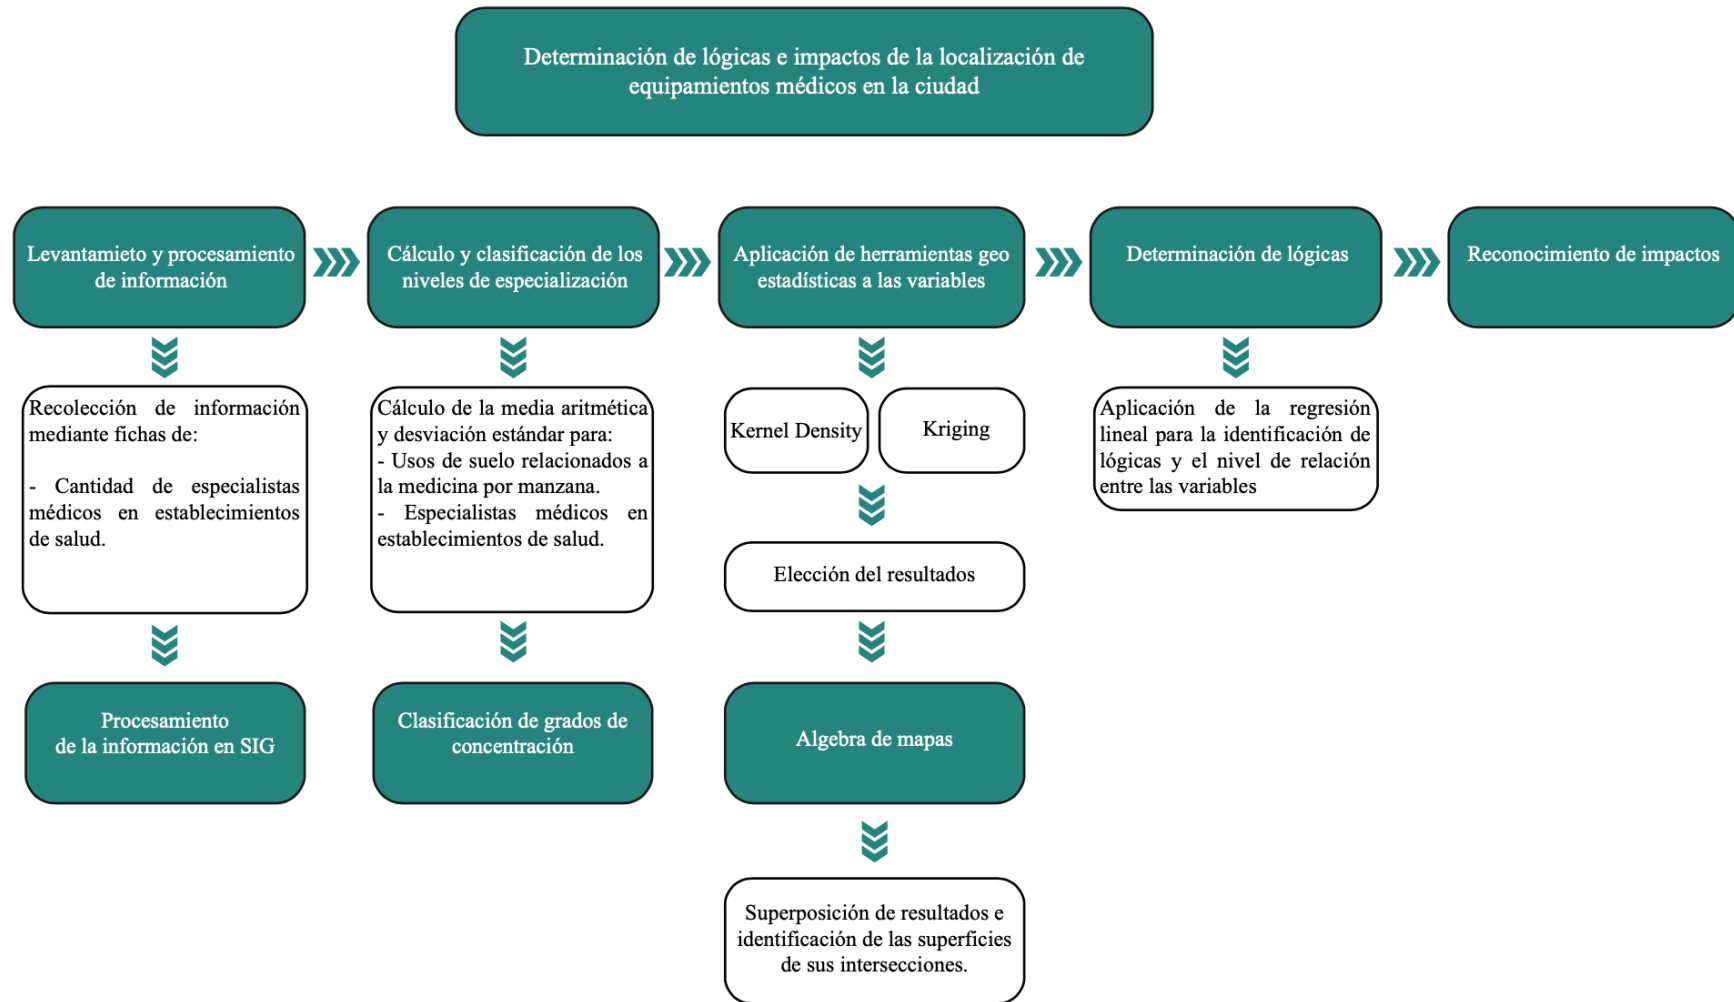 Determinación de lógicas e impactos de la localización de
equipamientos médicos en la ciudad
Levantamieto y procesamiento
de información
Cálculo y clasificación de los
niveles de especialización
Aplicación de herramientas geo
estadísticas a las variables
Determinación de lógicas
Reconocimiento de impactos
Recolección de información
mediante fichas de:
- Cantidad de especialistas
médicos en establecimientos
de salud.
Cálculo de la media aritmética
y desviación estándar para:
- Usos de suelo relacionados a
la medicina por manzana.
- Especialistas médicos en
establecimientos de salud.
Kernel Density
Kriging
Aplicación de la regresión
lineal para la identificación de
lógicas y el nivel de relación
entre las variables
Elección del resultados
Procesamiento
de la información en SIG
Clasificación de grados de
concentración
Algebra de mapas
Superposición de resultados e
identificación de las superficies
de sus intersecciones.